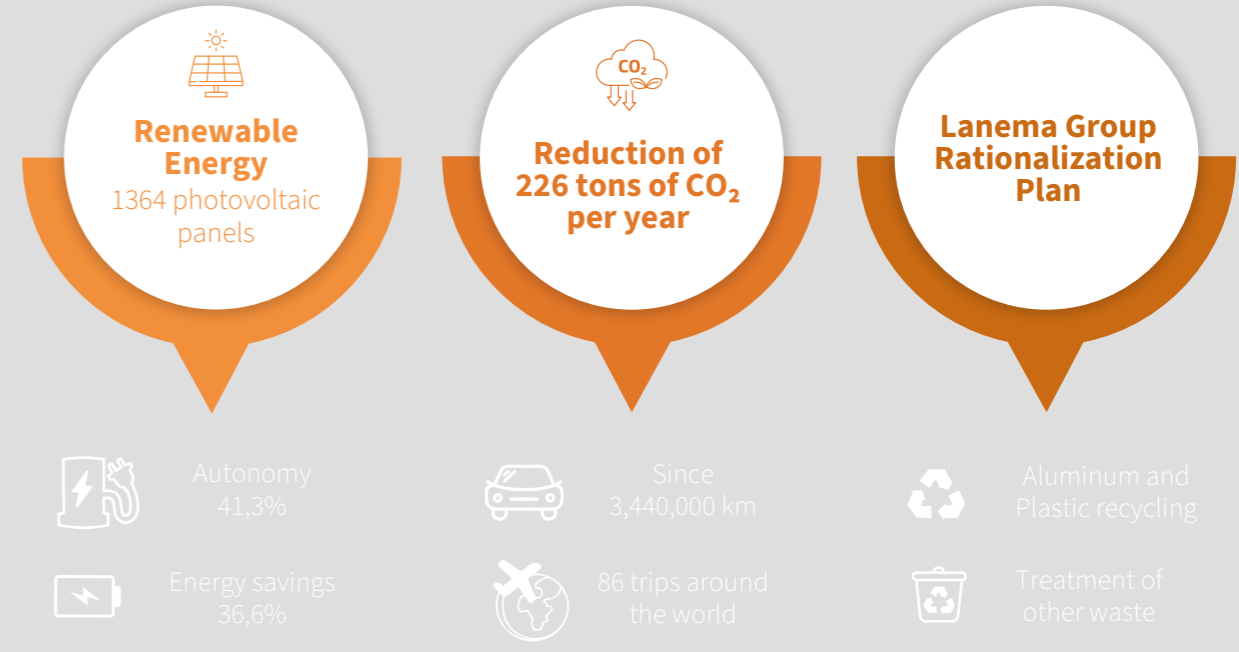 Renewable
Energy
1364 photovoltaic
panels
Autonomy
41,3%
Energy savings
36,6%
CO₂
Reduction of
226 tons of CO₂
per year
Since
3,440,000 km
86 trips around
the world
Lanema Group
Rationalization
Plan
Aluminum and
Plastic recycling
Treatment of
other waste